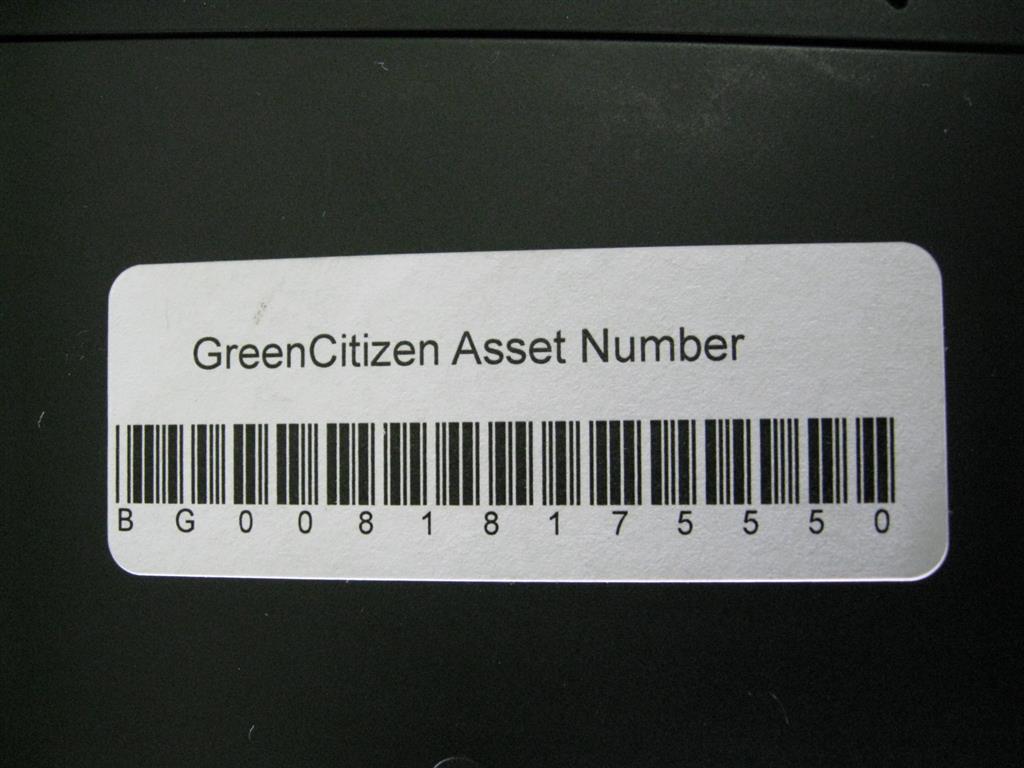 GreenCitizen Asset Number
B G 0 0 8 1 8 1 7 5 5 5 0